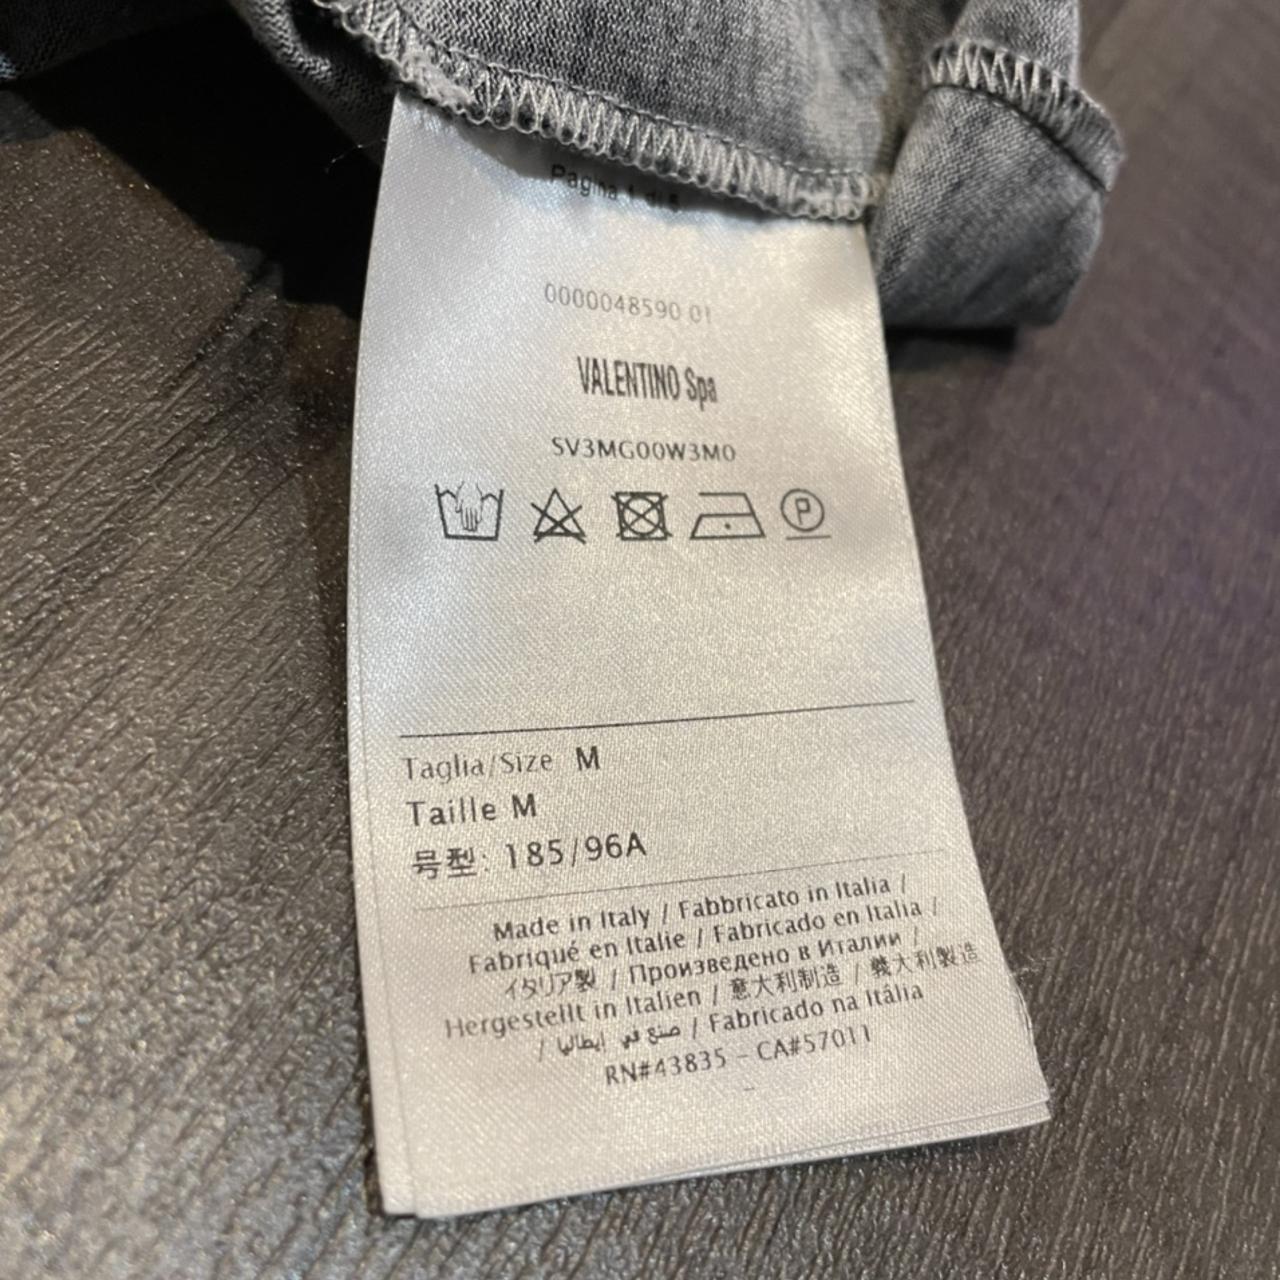 Pagina 1 di 5
0000048590 01
VALENTINO Spa
SV3MG00W3M0
P
Taglia/Size M
Taille M
号型: 185/96A
Made in Italy / Fabbricato in Italia /
Fabriqué en Italie / Fabricado en Italia /
イタリア製 / Произведено в Италии /
Hergestellt in Italien / 意大利制造 / 義大利製造
/ صنع في إيطاليا / Fabricado na Itália
RN#43835 - CA#57011
-